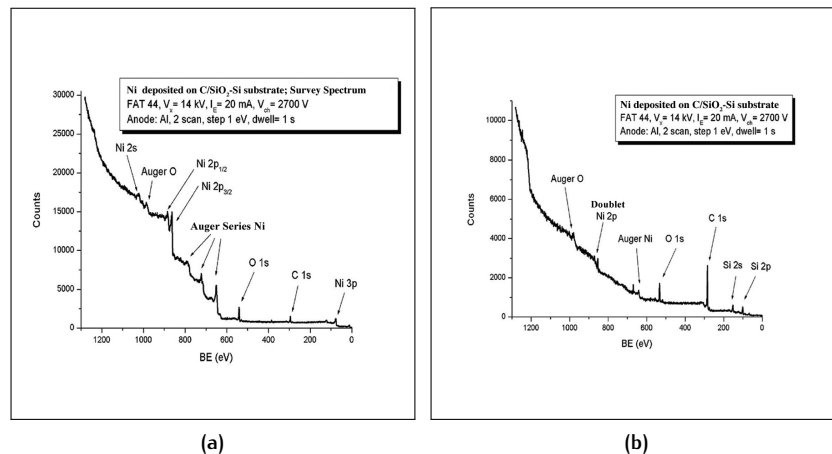 Ni deposited on C/SiO2-Si substrate; Survey Spectrum
FAT 44, Vx = 14 kV, IE = 20 mA, Vch = 2700 V
Anode: Al, 2 scan, step 1 eV, dwell= 1 s
30000
25000
20000
15000
10000
5000
0
Counts
Ni 2s
Auger O
Ni 2p1/2
Ni 2p3/2
Auger Series Ni
O 1s
C 1s
Ni 3p
1200 1000 800 600 400 200 0
BE (eV)
(a)
Ni deposited on C/SiO2-Si substrate
FAT 44, Vx = 14 kV, IE = 20 mA, Vch = 2700 V
Anode: Al, 2 scan, step 1 eV, dwell= 1 s
10000
8000
6000
4000
2000
0
Counts
Auger O
Doublet
Ni 2p
Auger Ni
O 1s
C 1s
Si 2s
Si 2p
1200 1000 800 600 400 200 0
BE (eV)
(b)